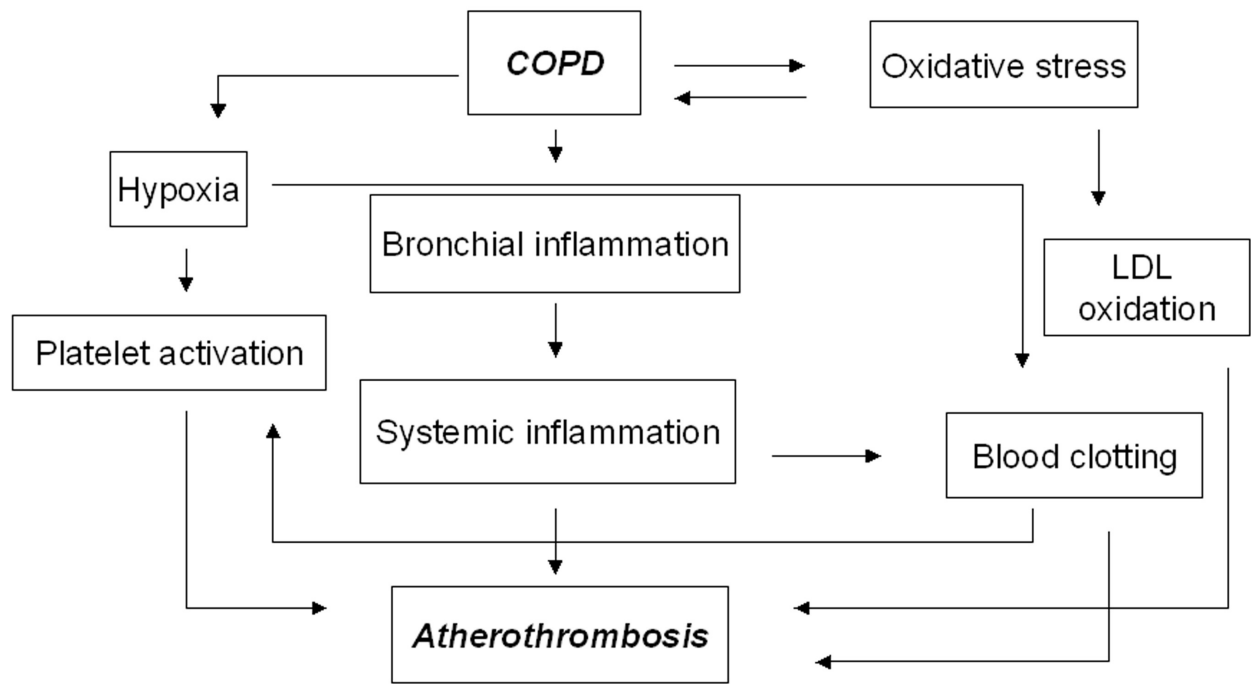 COPD
Oxidative stress
Hypoxia
Bronchial inflammation
LDL
oxidation
Platelet activation
Systemic inflammation
Blood clotting
Atherothrombosis